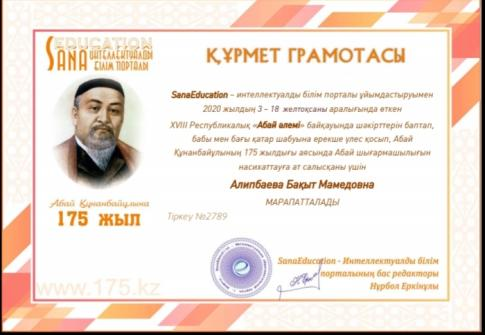 EDUCATION
SANA ИНТЕЛЛЕКТУАЛДЫ
БІЛІМ ПОРТАЛЫ
ҚҰРМЕТ ГРАМОТАСЫ
SanaEducation – интеллектуалды білім порталы ұйымдастыруымен
2020 жылдың 3 – 18 желтоқсаны аралығында өткен
XVIII Республикалық «Абай әлемі» байқауында шәкірттерін баптап,
бабы мен бағы қатар шабуына ерекше үлес қосып, Абай
Құнанбайұлының 175 жылдығы аясында Абай шығармашылығын
насихаттауға ат салысқаны үшін
Алипбаева Бақыт Мамедовна
МАРАПАТТАЛАДЫ
Абай Құнанбайұлына
175 жыл
Тіркеу №2789
SanaEducation - Интеллектуалды білім
порталының бас редакторы
Нұрбол Еркінұлы
www.175.kz